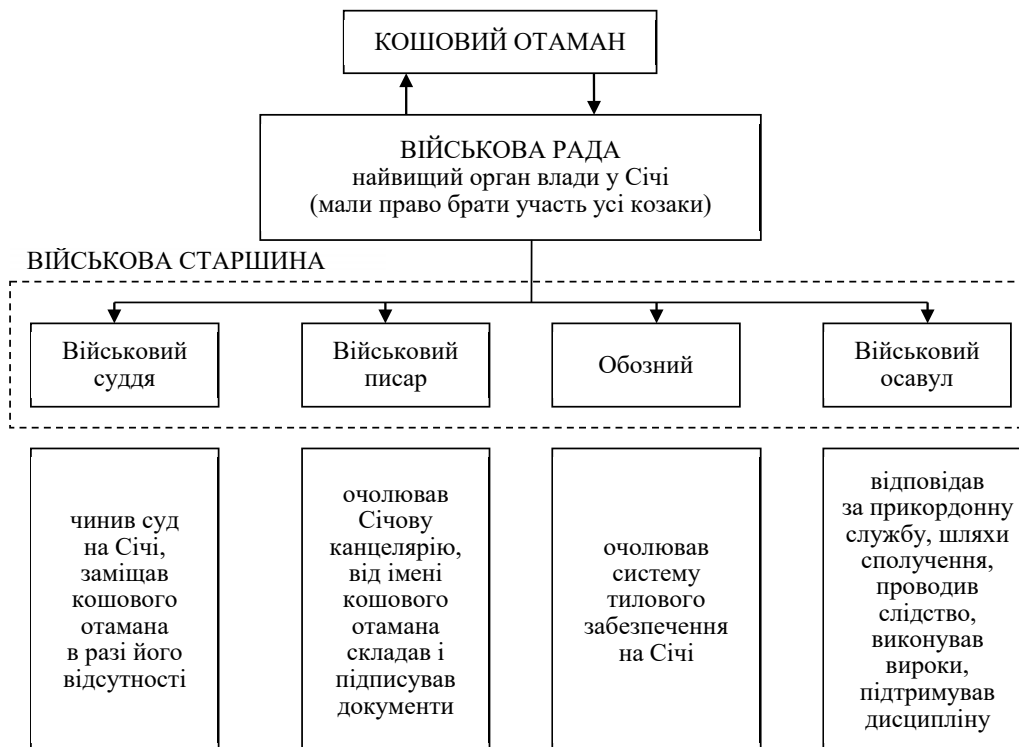 КОШОВИЙ ОТАМАН
ВІЙСЬКОВА РАДА
найвищий орган влади у Січі
(мали право брати участь усі козаки)
ВІЙСЬКОВА СТАРШИНА
Військовий
суддя
Військовий
писар
Обозний
Військовий
осавул
чинив суд
на Січі,
заміщав
кошового
отамана
в разі його
відсутності
очолював
Січову
канцелярію,
від імені
кошового
отамана
складав і
підписував
документи
очолював
систему
тилового
забезпечення
на Січі
відповідав
за прикордонну
службу, шляхи
сполучення,
проводив
слідство,
виконував
вироки,
підтримував
дисципліну